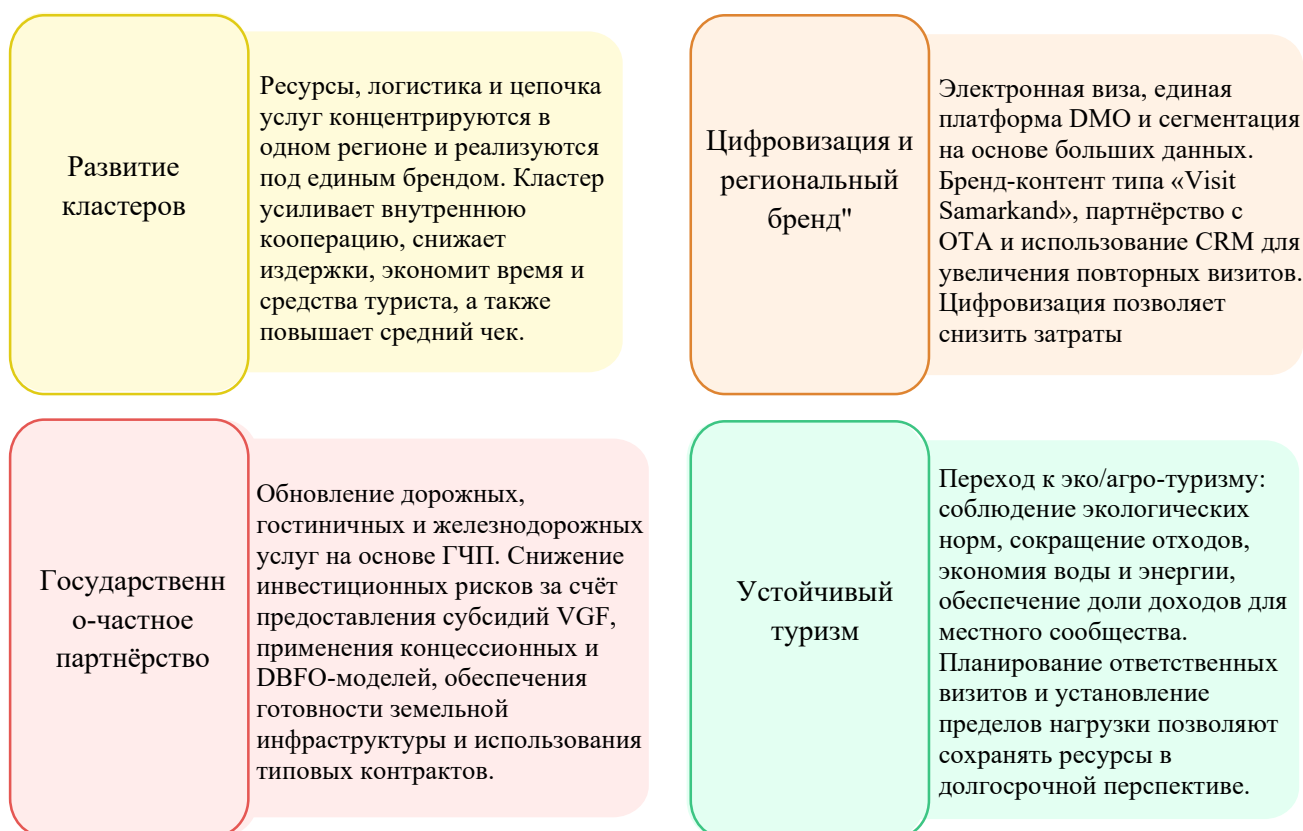 Развитие
кластеров
Ресурсы, логистика и цепочка
услуг концентрируются в
одном регионе и реализуются
под единым брендом. Кластер
усиливает внутреннюю
кооперацию, снижает
издержки, экономит время и
средства туриста, а также
повышает средний чек.
Цифровизация и
региональный
бренд"
Электронная виза, единая
платформа DMO и сегментация
на основе больших данных.
Бренд-контент типа «Visit
Samarkand», партнёрство с
OTA и использование CRM для
увеличения повторных визитов.
Цифровизация позволяет
снизить затраты
Государственн
о-частное
партнёрство
Обновление дорожных,
гостиничных и железнодорожных
услуг на основе ГЧП. Снижение
инвестиционных рисков за счёт
предоставления субсидий VGF,
применения концессионных и
DBFO-моделей, обеспечения
готовности земельной
инфраструктуры и использования
типовых контрактов.
Устойчивый
туризм
Переход к эко/агро-туризму:
соблюдение экологических
норм, сокращение отходов,
экономия воды и энергии,
обеспечение доли доходов для
местного сообщества.
Планирование ответственных
визитов и установление
пределов нагрузки позволяют
сохранять ресурсы в
долгосрочной перспективе.